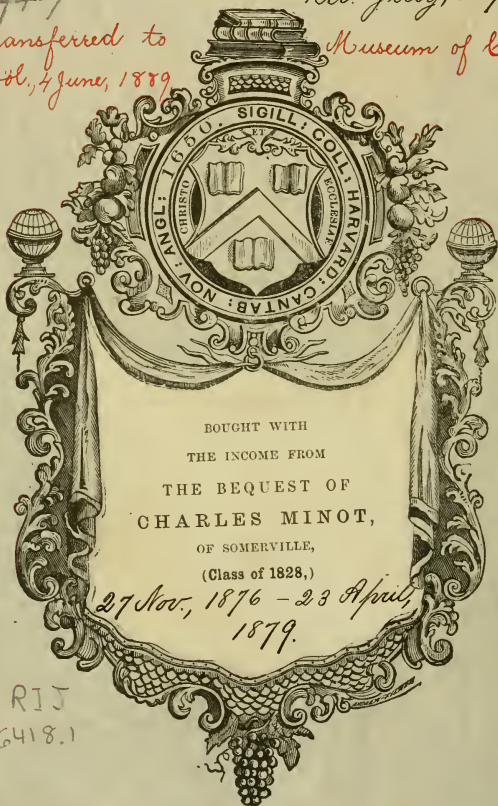 ansferred to Museum of C
ol., 4 June, 1889
SIGILL: COLL: HARVARD: CANTAB: NOV: ANGL: 1650.
CHRISTO ET ECCLESIAE
BOUGHT WITH
THE INCOME FROM
THE BEQUEST OF
CHARLES MINOT,
OF SOMERVILLE,
(Class of 1828,)
27 Nov., 1876 - 23 April,
1879.
RIJ
6418.1